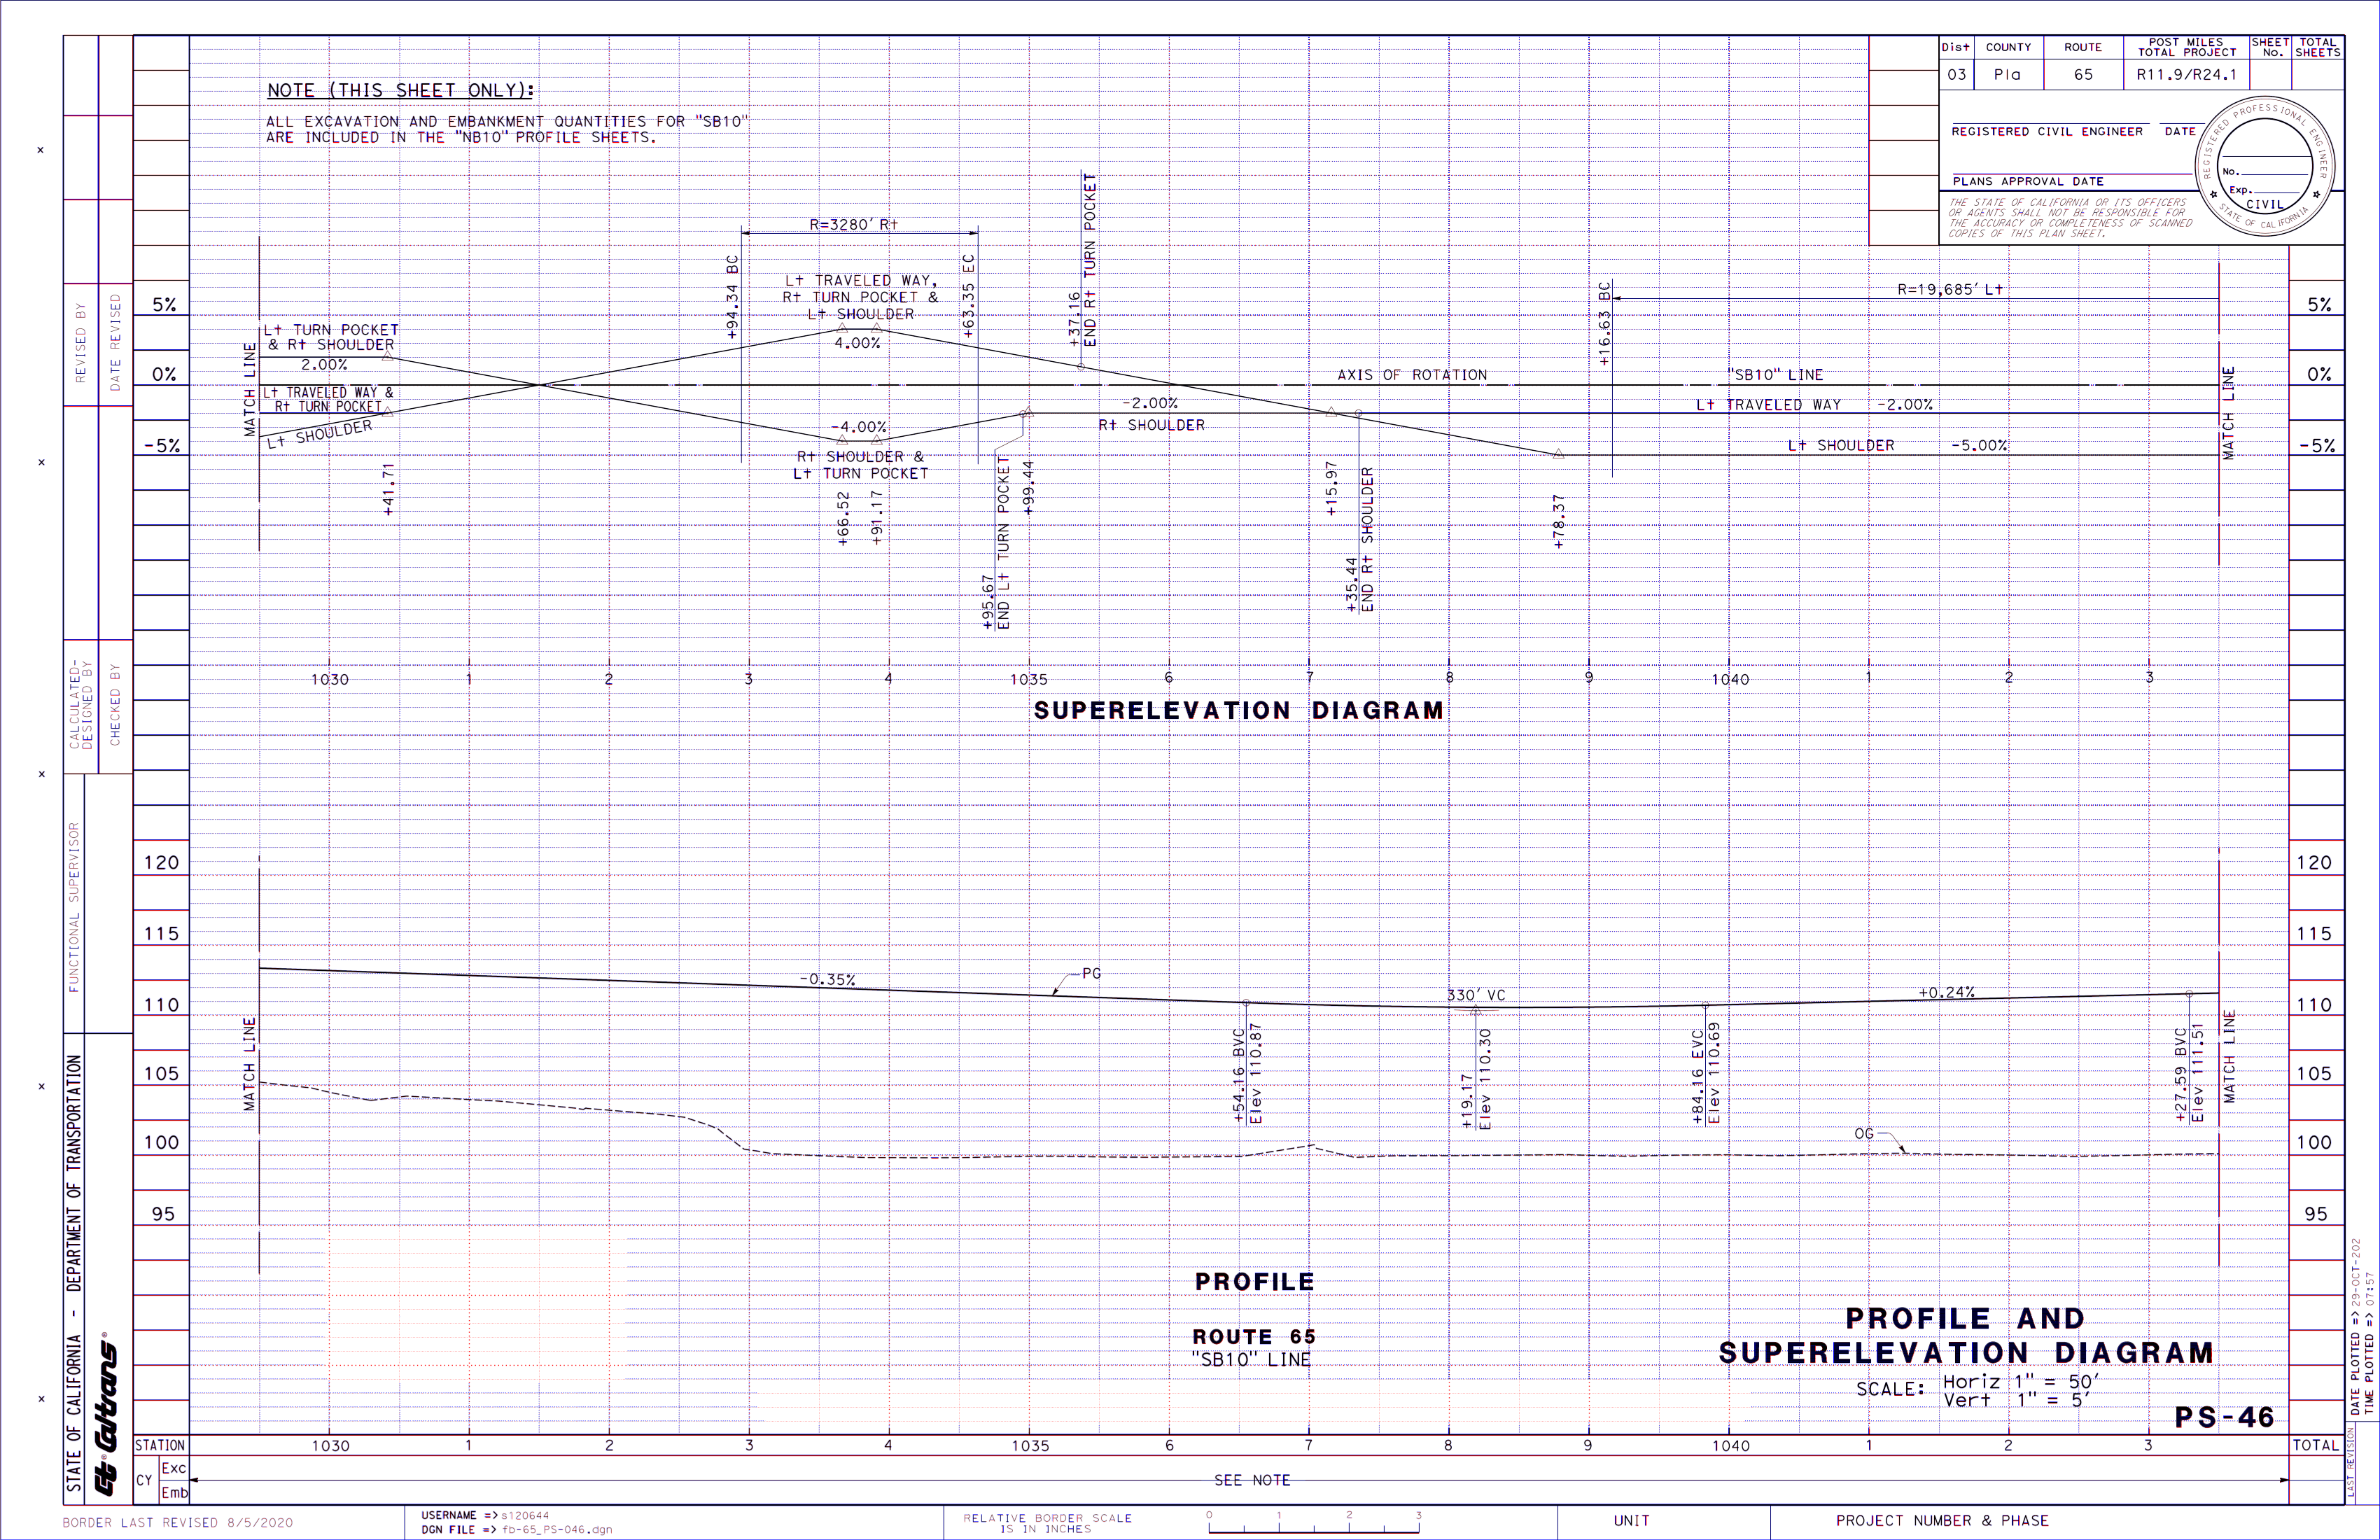 Dist COUNTY ROUTE POST MILES TOTAL PROJECT SHEET No. TOTAL SHEETS
03 Pla 65 R11.9/R24.1
REGISTERED CIVIL ENGINEER DATE
PLANS APPROVAL DATE
THE STATE OF CALIFORNIA OR ITS OFFICERS
OR AGENTS SHALL NOT BE RESPONSIBLE FOR
THE ACCURACY OR COMPLETENESS OF SCANNED
COPIES OF THIS PLAN SHEET.
REGISTERED PROFESSIONAL ENGINEER
No.
Exp.
CIVIL
STATE OF CALIFORNIA
NOTE (THIS SHEET ONLY):
ALL EXCAVATION AND EMBANKMENT QUANTITIES FOR "SB10"
ARE INCLUDED IN THE "NB10" PROFILE SHEETS.
5%
0%
-5%
MATCH LINE
Lt TURN POCKET
& Rt SHOULDER
2.00%
Lt TRAVELED WAY &
Rt TURN POCKET
Lt SHOULDER
+41.71
+94.34 BC
R=3280' Rt
Lt TRAVELED WAY,
Rt TURN POCKET &
Lt SHOULDER
4.00%
-4.00%
Rt SHOULDER &
Lt TURN POCKET
+66.52
+91.17
+63.35 EC
+95.67
END Lt TURN POCKET
+99.44
+37.16
END Rt TURN POCKET
-2.00%
Rt SHOULDER
AXIS OF ROTATION
+15.97
+35.44
END Rt SHOULDER
+78.37
+16.63 BC
R=19,685' Lt
"SB10" LINE
Lt TRAVELED WAY -2.00%
Lt SHOULDER -5.00%
MATCH LINE
5%
0%
-5%
1030 1 2 3 4 1035 6 7 8 9 1040 1 2 3
SUPERELEVATION DIAGRAM
120
115
110
105
100
95
MATCH LINE
-0.35%
PG
+54.16 BVC
Elev 110.87
330' VC
+19.17
Elev 110.30
+84.16 EVC
Elev 110.69
+0.24%
OG
+27.59 BVC
Elev 111.51
MATCH LINE
120
115
110
105
100
95
PROFILE
ROUTE 65
"SB10" LINE
PROFILE AND
SUPERELEVATION DIAGRAM
SCALE: Horiz 1" = 50'
Vert 1" = 5'
PS-46
STATION 1030 1 2 3 4 1035 6 7 8 9 1040 1 2 3 TOTAL
CY Exc
Emb
SEE NOTE
REVISED BY
DATE REVISED
CALCULATED-
DESIGNED BY
CHECKED BY
FUNCTIONAL SUPERVISOR
STATE OF CALIFORNIA - DEPARTMENT OF TRANSPORTATION
Caltrans
DATE PLOTTED => 29-OCT-202
TIME PLOTTED => 07:57
LAST REVISION
BORDER LAST REVISED 8/5/2020
USERNAME => s120644
DGN FILE => fb-65_PS-046.dgn
RELATIVE BORDER SCALE
IS IN INCHES
0 1 2 3
UNIT
PROJECT NUMBER & PHASE